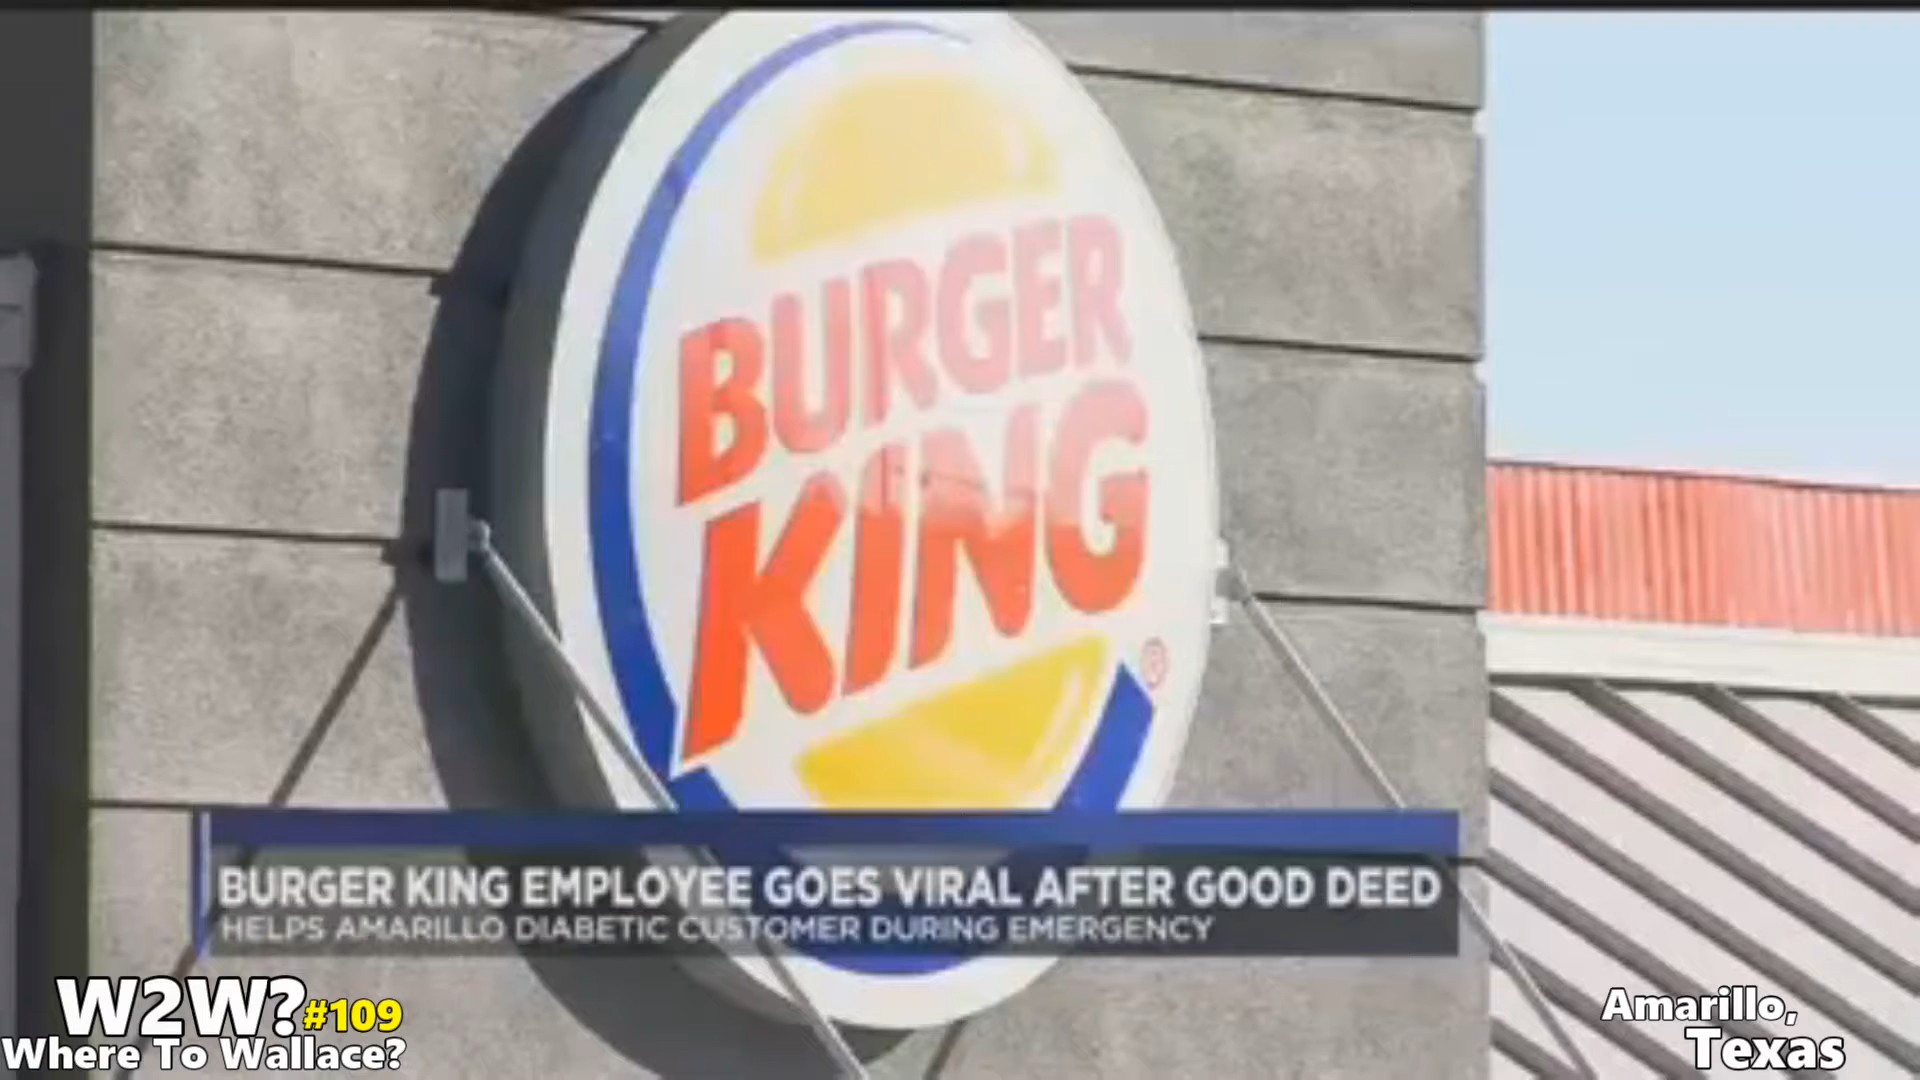 BURGER
KING
®
BURGER KING EMPLOYEE GOES VIRAL AFTER GOOD DEED
HELPS AMARILLO DIABETIC CUSTOMER DURING EMERGENCY
W2W? #109
Where To Wallace?
Amarillo,
Texas